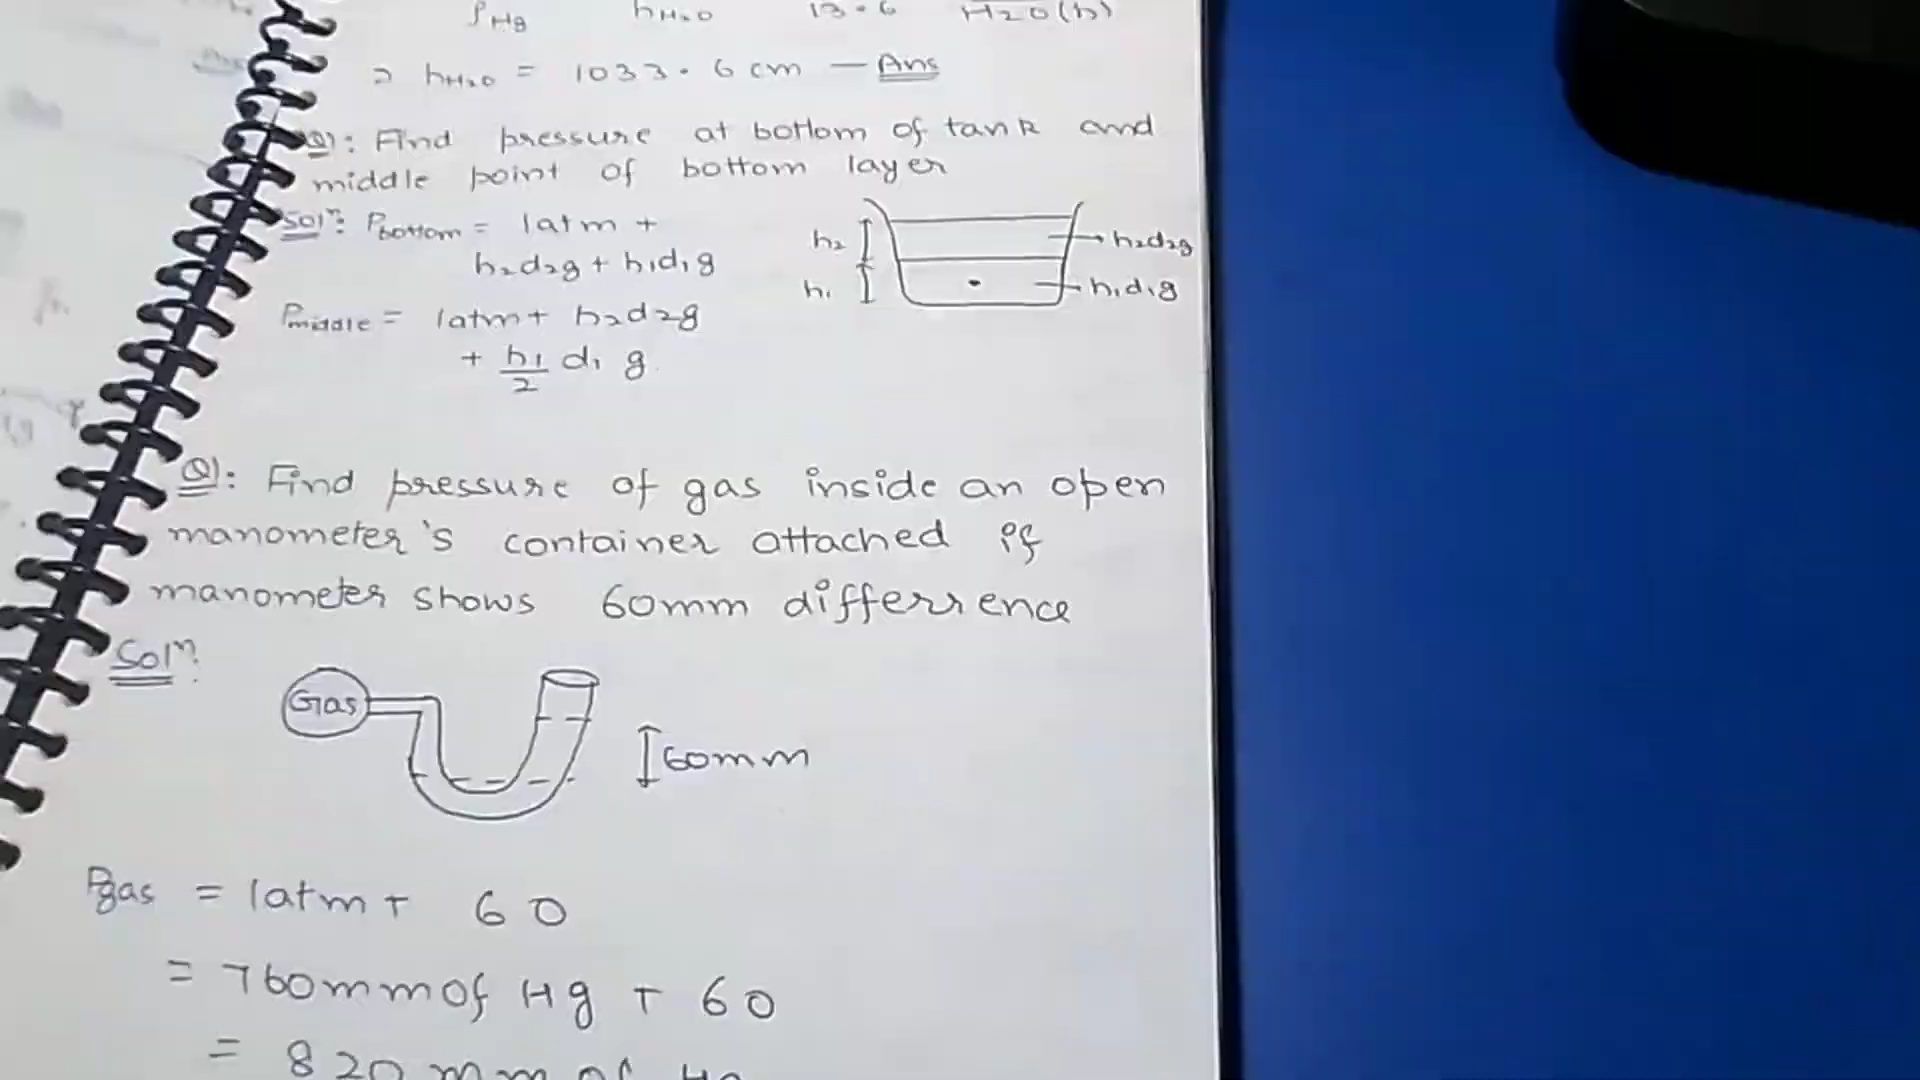 ρHg hH₂O 13.6 H₂O(h)
⇒ hH₂O = 1033.6 cm — Ans
Q: Find pressure at bottom of tank and
middle point of bottom layer
Solⁿ: Pbottom = 1atm +
h₂d₂g + h₁d₁g
h₂
h₁
h₂d₂g
h₁d₁g
Pmiddle = 1atm + h₂d₂g
+ h₁/2 d₁ g
Q: Find pressure of gas inside an open
manometer's container attached if
manometer shows 60mm differrence
Solⁿ:
Gas
60mm
Pgas = 1atm + 60
= 760mm of Hg + 60
= 820 mm of Hg